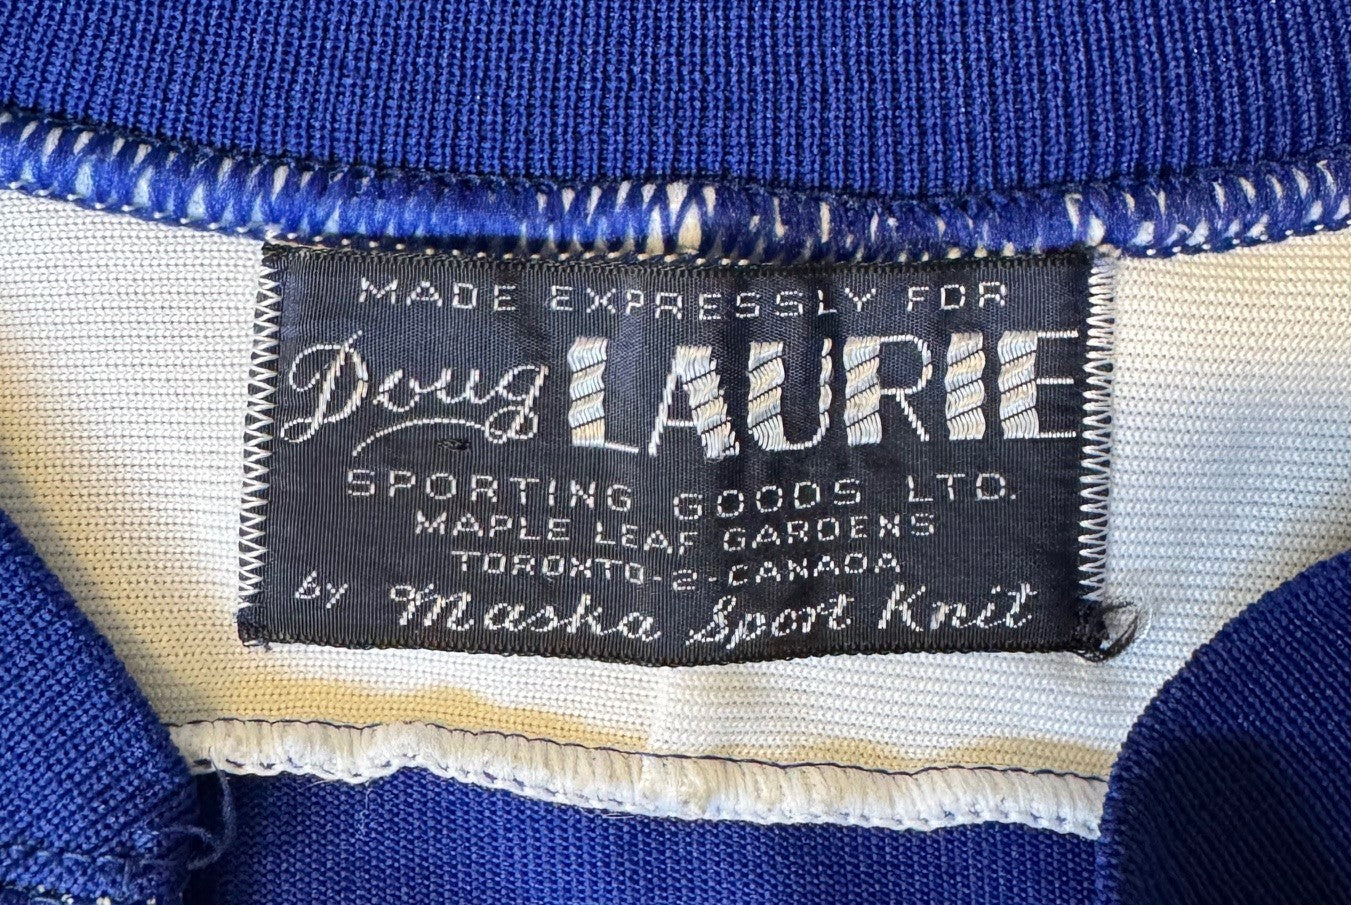 MADE EXPRESSLY FOR
Doug LAURIE
SPORTING GOODS LTD.
MAPLE LEAF GARDENS
TORONTO-2-CANADA
by Maska Sport Knit